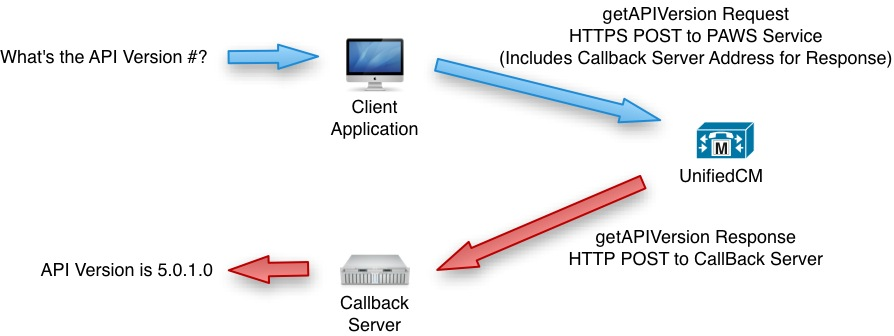 getAPIVersion Request
HTTPS POST to PAWS Service
(Includes Callback Server Address for Response)
What's the API Version #?
Client
Application
M
UnifiedCM
getAPIVersion Response
HTTP POST to CallBack Server
API Version is 5.0.1.0
Callback
Server